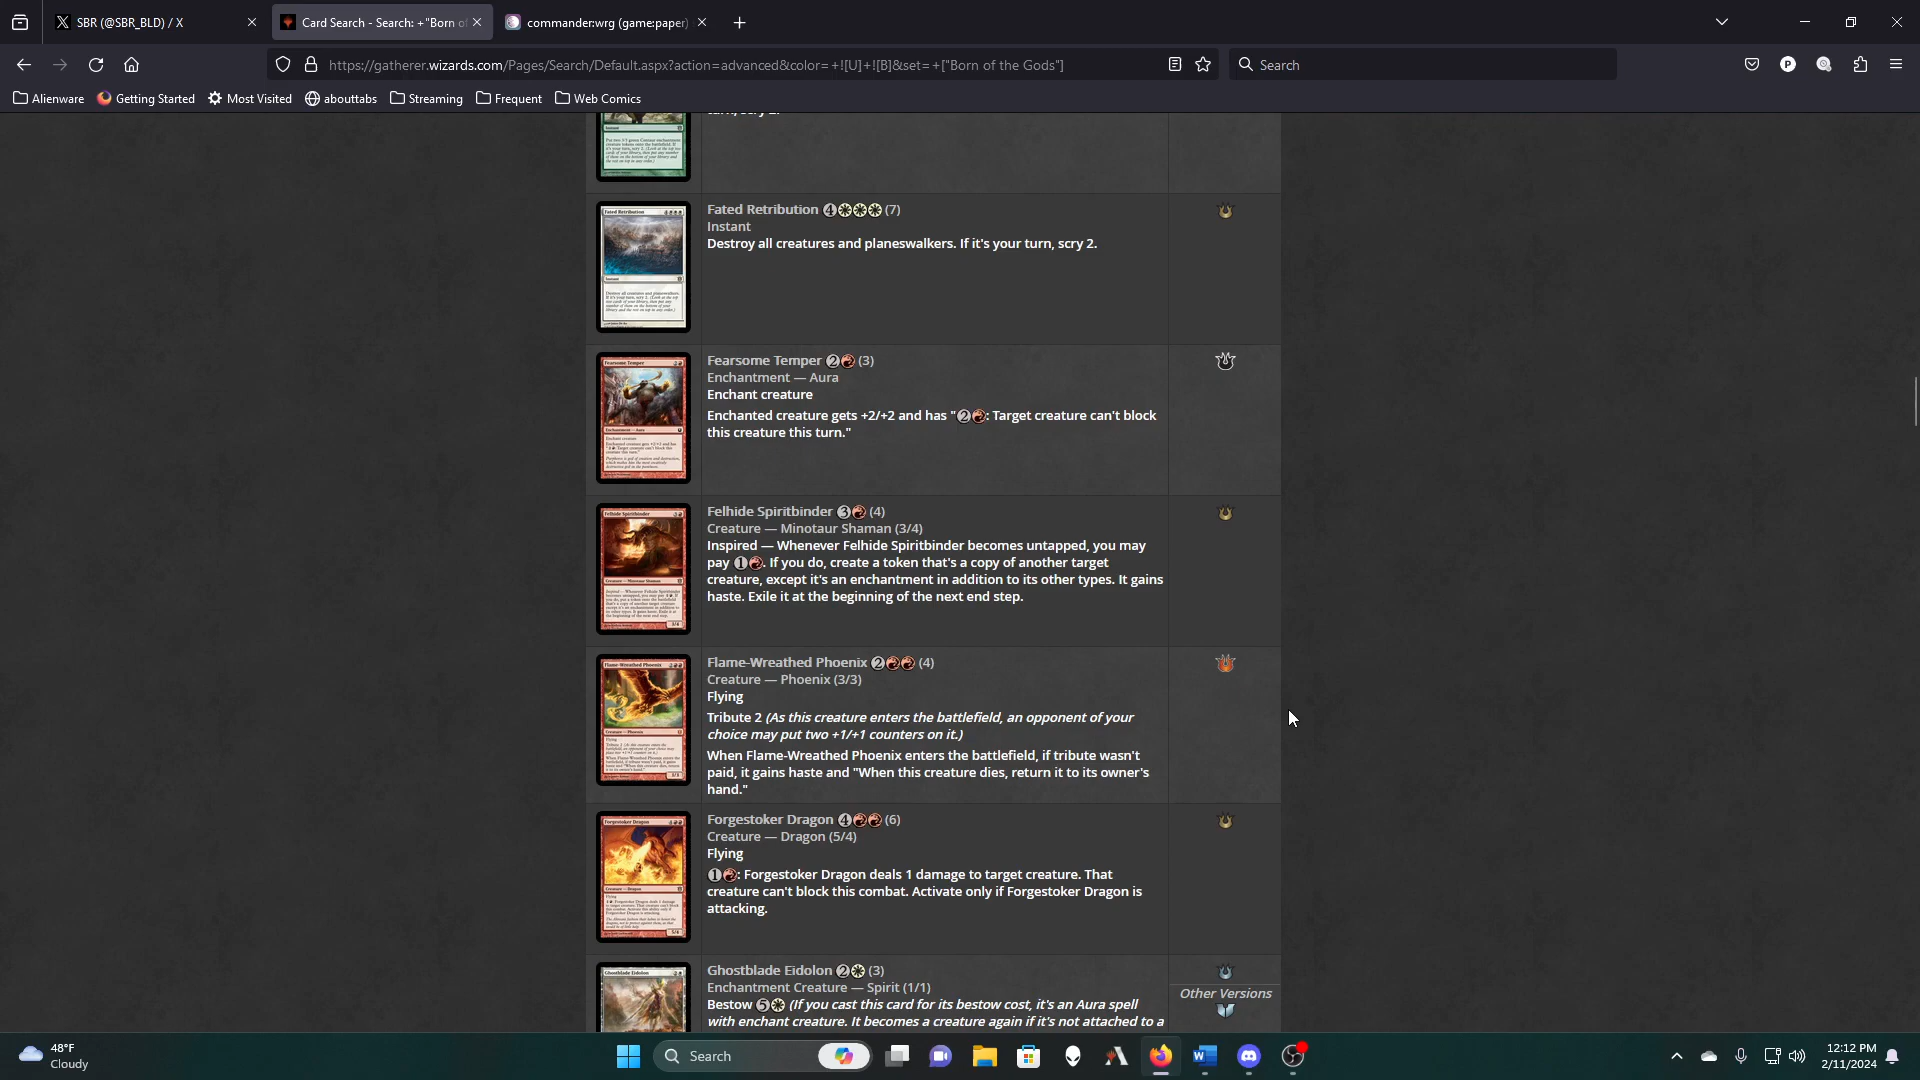 SBR (@SBR_BLD) / X
Card Search - Search: +"Born of
commander:wrg (game:paper)
https://gatherer.wizards.com/Pages/Search/Default.aspx?action=advanced&color=+![U]+![B]&set=+["Born of the Gods"]
Search
Alienware
Getting Started
Most Visited
abouttabs
Streaming
Frequent
Web Comics
Fated Retribution 4 (7)
Instant
Destroy all creatures and planeswalkers. If it's your turn, scry 2.
Fearsome Temper 2 (3)
Enchantment — Aura
Enchant creature
Enchanted creature gets +2/+2 and has "2: Target creature can't block
this creature this turn."
Felhide Spiritbinder 3 (4)
Creature — Minotaur Shaman (3/4)
Inspired — Whenever Felhide Spiritbinder becomes untapped, you may
pay 1. If you do, create a token that's a copy of another target
creature, except it's an enchantment in addition to its other types. It gains
haste. Exile it at the beginning of the next end step.
Flame-Wreathed Phoenix 2 (4)
Creature — Phoenix (3/3)
Flying
Tribute 2 (As this creature enters the battlefield, an opponent of your
choice may put two +1/+1 counters on it.)
When Flame-Wreathed Phoenix enters the battlefield, if tribute wasn't
paid, it gains haste and "When this creature dies, return it to its owner's
hand."
Forgestoker Dragon 4 (6)
Creature — Dragon (5/4)
Flying
1: Forgestoker Dragon deals 1 damage to target creature. That
creature can't block this combat. Activate only if Forgestoker Dragon is
attacking.
Ghostblade Eidolon 2 (3)
Enchantment Creature — Spirit (1/1)
Bestow 5 (If you cast this card for its bestow cost, it's an Aura spell
with enchant creature. It becomes a creature again if it's not attached to a
Other Versions
48°F
Cloudy
Search
12:12 PM
2/11/2024